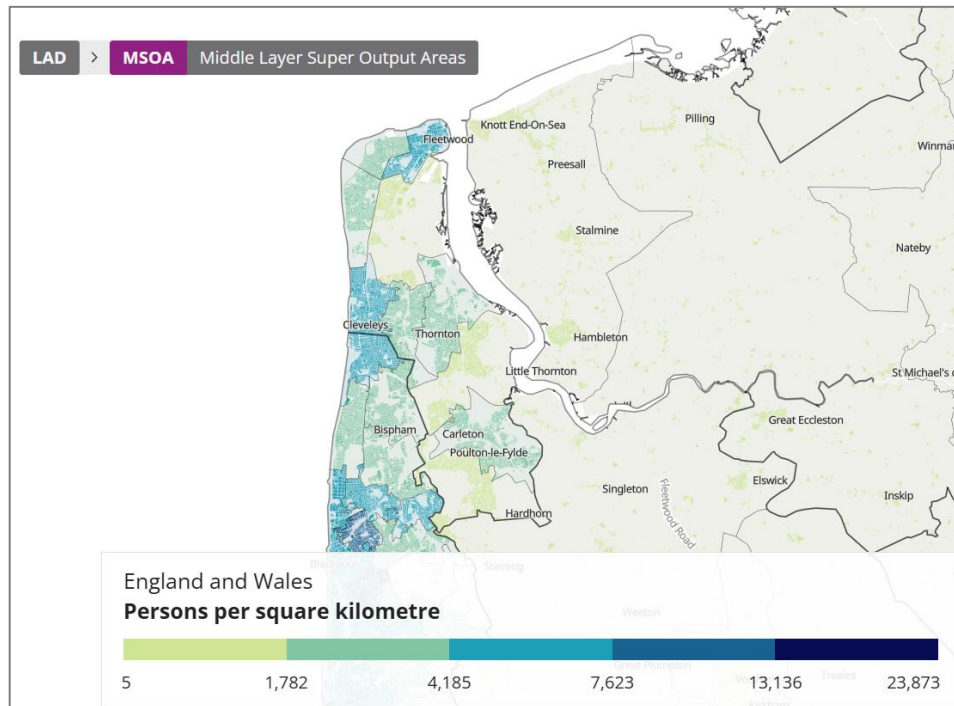 LAD > MSOA Middle Layer Super Output Areas
Fleetwood
Knott End-On-Sea
Pilling
Preesall
Stalmine
Nateby
Cleveleys
Thornton
Hambleton
Little Thornton
St Michael's
Great Eccleston
Bispham
Carleton
Poulton-le-Fylde
Singleton
Elswick
Inskip
Fleetwood Road
Hardhorn
Blackpool
Staining
England and Wales
Persons per square kilometre
Weeton
Great Plumpton
Treales
5 1,782 4,185 7,623 13,136 23,873